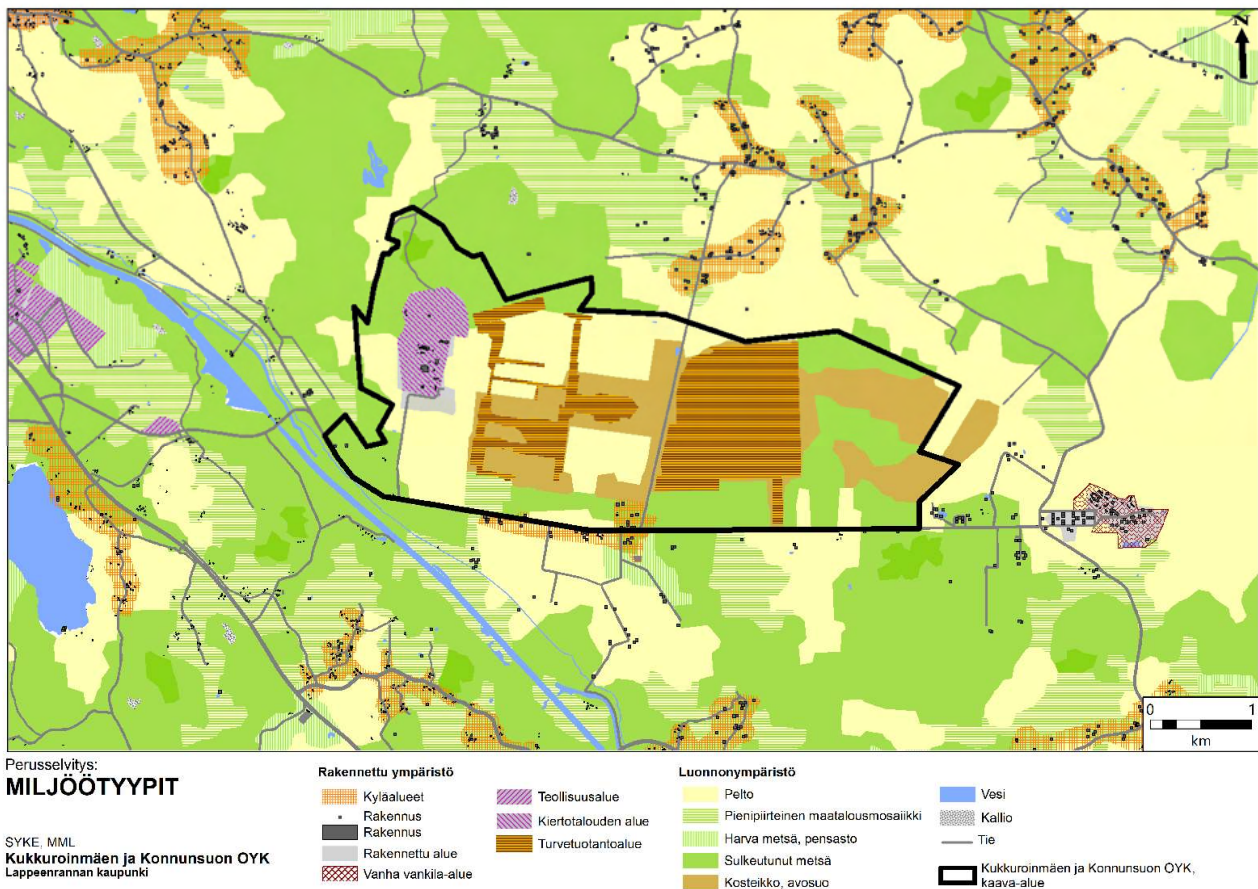 N
0 1
km
Perusselvitys:
MILJÖÖTYYPIT
SYKE, MML
Kukkuroinmäen ja Konnunsuon OYK
Lappeenrannan kaupunki
Rakennettu ympäristö
Kyläalueet
Rakennus
Rakennus
Rakennettu alue
Vanha vankila-alue
Teollisuusalue
Kiertotalouden alue
Turvetuotantoalue
Luonnonympäristö
Pelto
Pienipiirteinen maatalousmosaiikki
Harva metsä, pensasto
Sulkeutunut metsä
Kosteikko, avosuo
Vesi
Kallio
Tie
Kukkuroinmäen ja Konnunsuon OYK,
kaava-alue